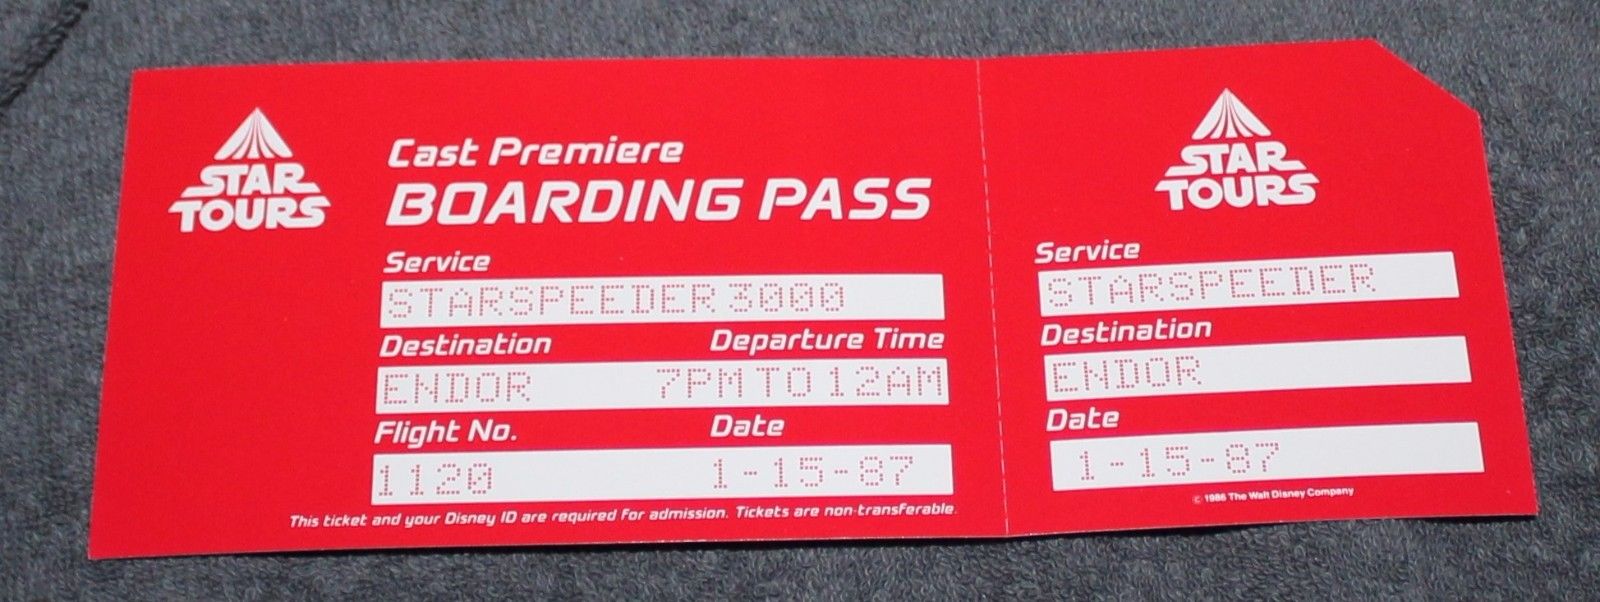 STAR
TOURS
Cast Premiere
BOARDING PASS
Service
STARSPEEDER 3000
Destination Departure Time
ENDOR 7PM TO 12AM
Flight No. Date
1120 1-15-87
This ticket and your Disney ID are required for admission. Tickets are non-transferable.
STAR
TOURS
Service
STARSPEEDER
Destination
ENDOR
Date
1-15-87
© 1986 The Walt Disney Company